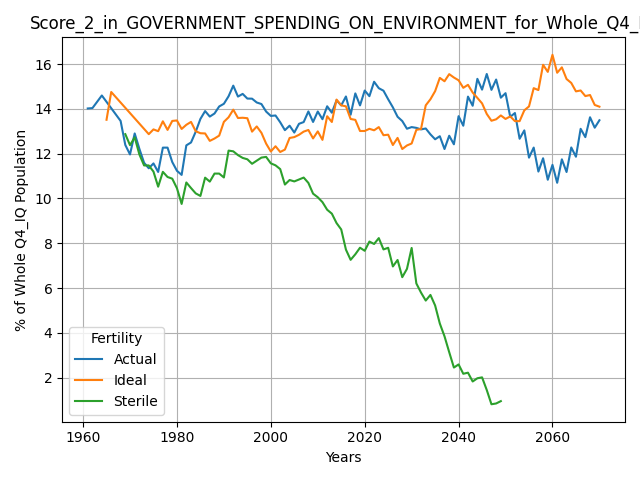 Score_2_in_GOVERNMENT_SPENDING_ON_ENVIRONMENT_for_Whole_Q4_
% of Whole Q4_IQ Population
16
14
12
10
8
6
4
2
Fertility
Actual
Ideal
Sterile
1960 1980 2000 2020 2040 2060
Years